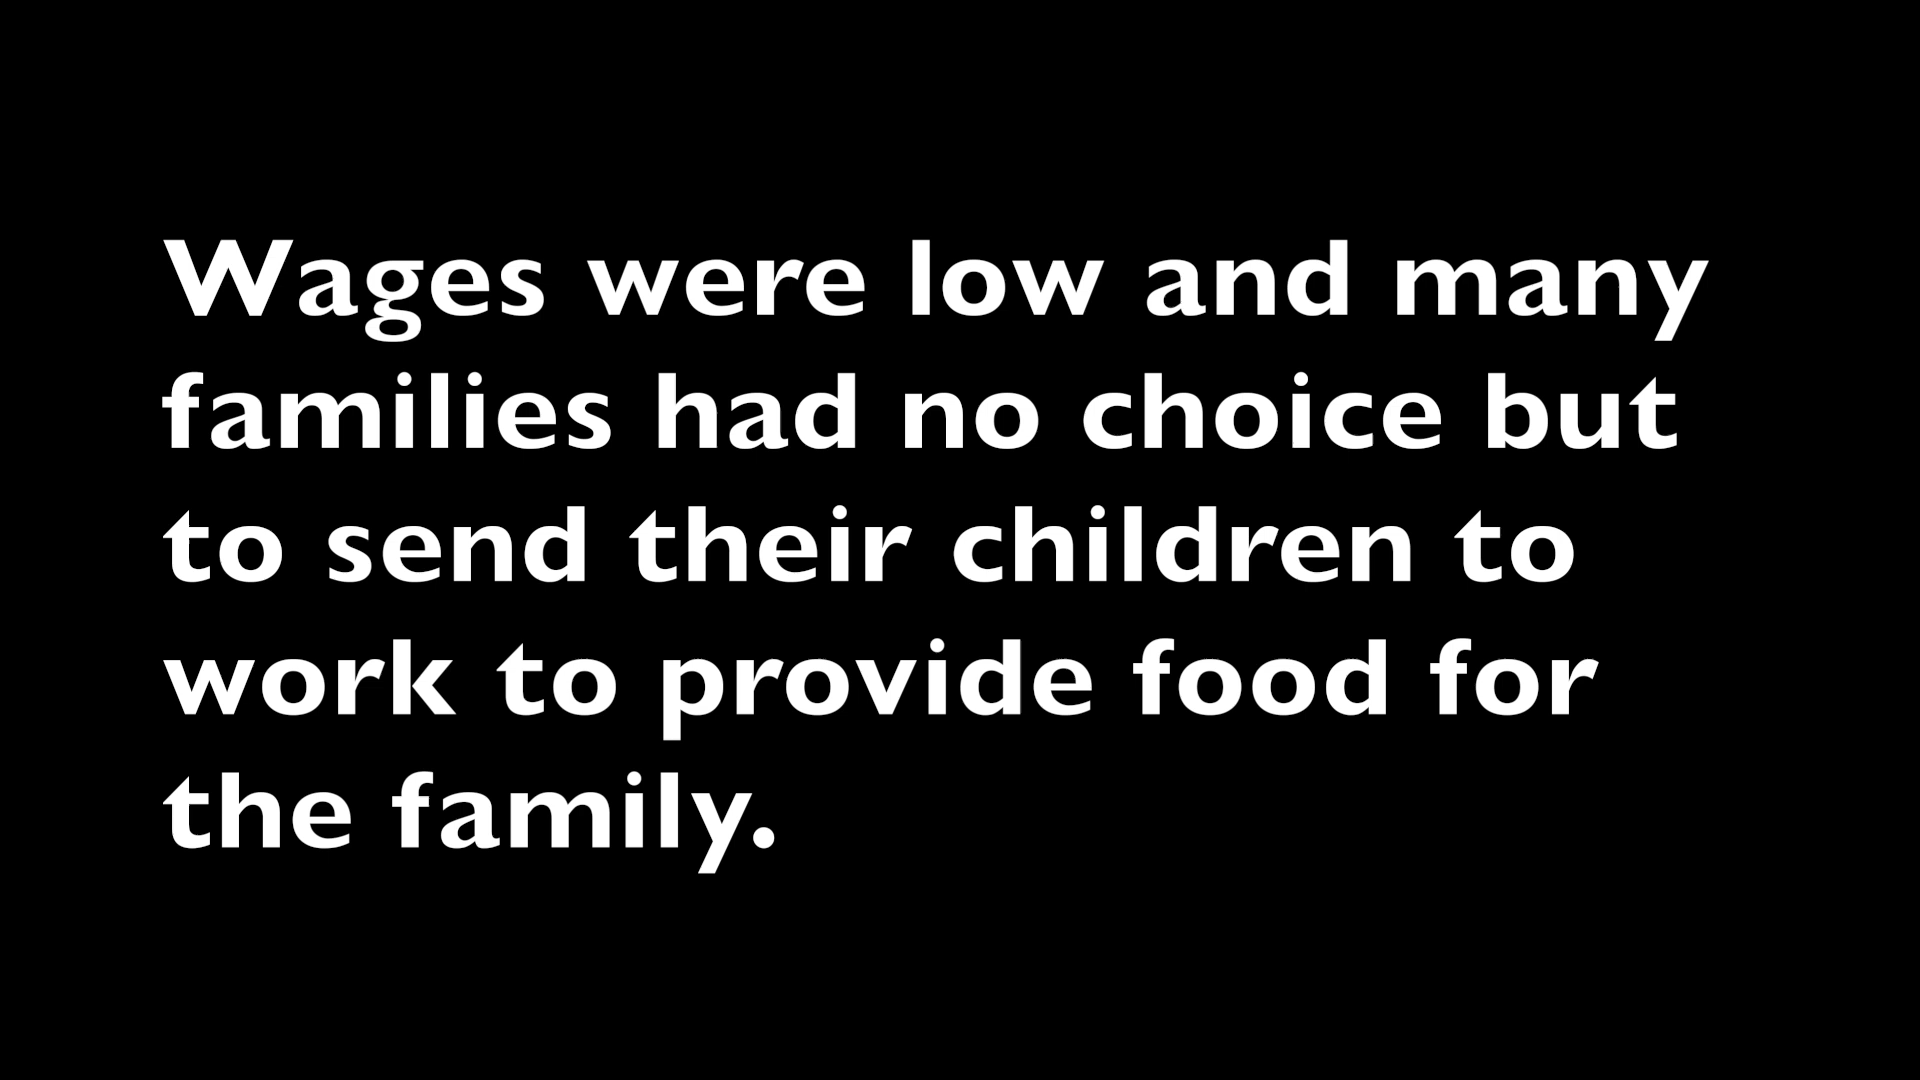 Wages were low and many
families had no choice but
to send their children to
work to provide food for
the family.